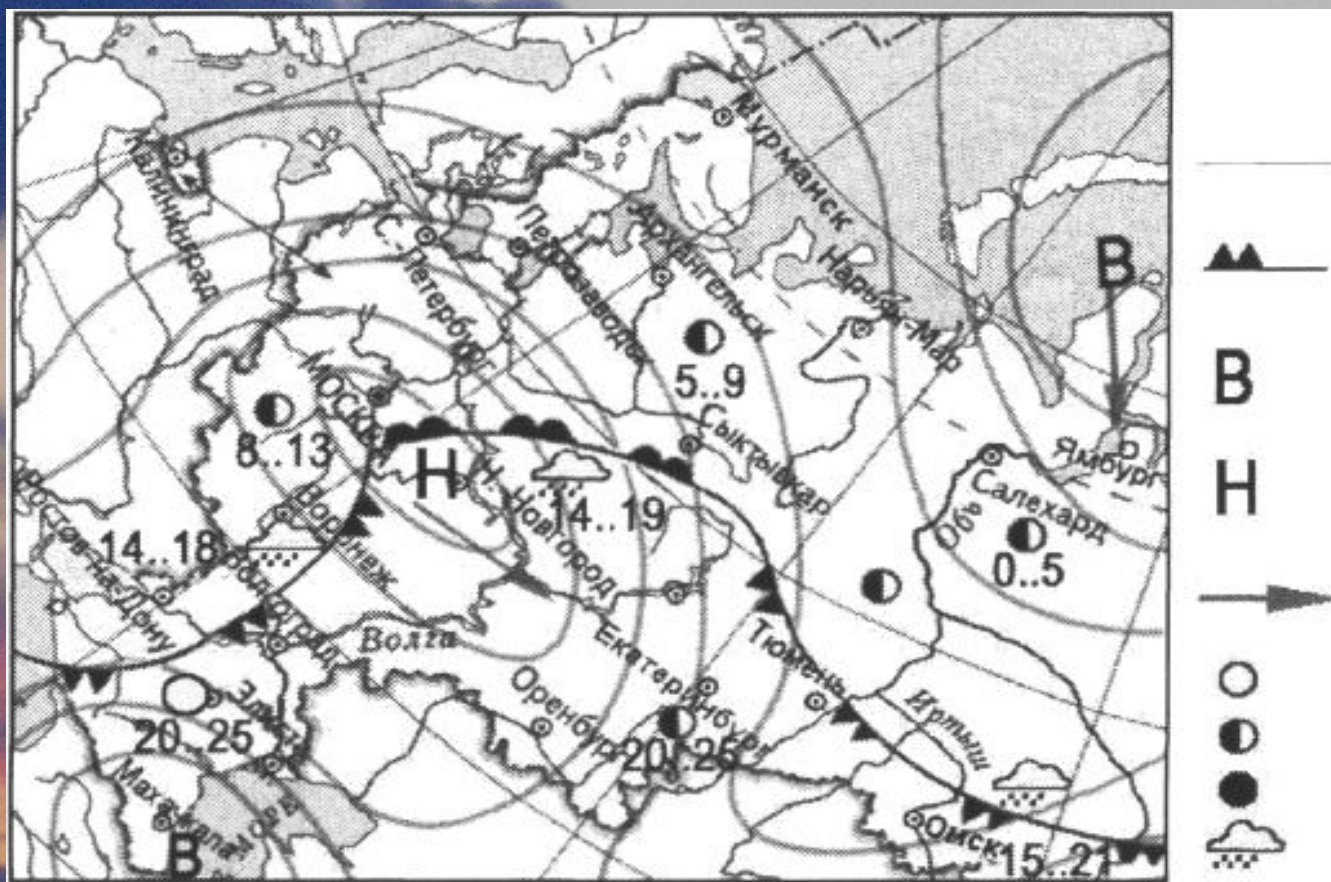 Мурманск
Калининград
С.-Петербург
Петрозаводск
Архангельск
Нарьян-Мар
В
В
5..9
МОСКВА
8..13
Сыктывкар
Ямбург
Н
Салехард
Н. Новгород
Обь
14..19
0..5
Воронеж
14..18
Ростов-на-Дону
Волгоград
Волга
Екатеринбург
Тюмень
Оренбург
Иртыш
Элиста
20..25
20..26
Махачкала
МОРЕ
Омск
15..21
В
Н